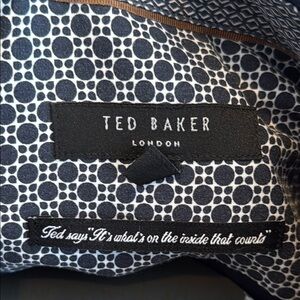 TED BAKER
LONDON
Ted says "It's what's on the inside that counts"